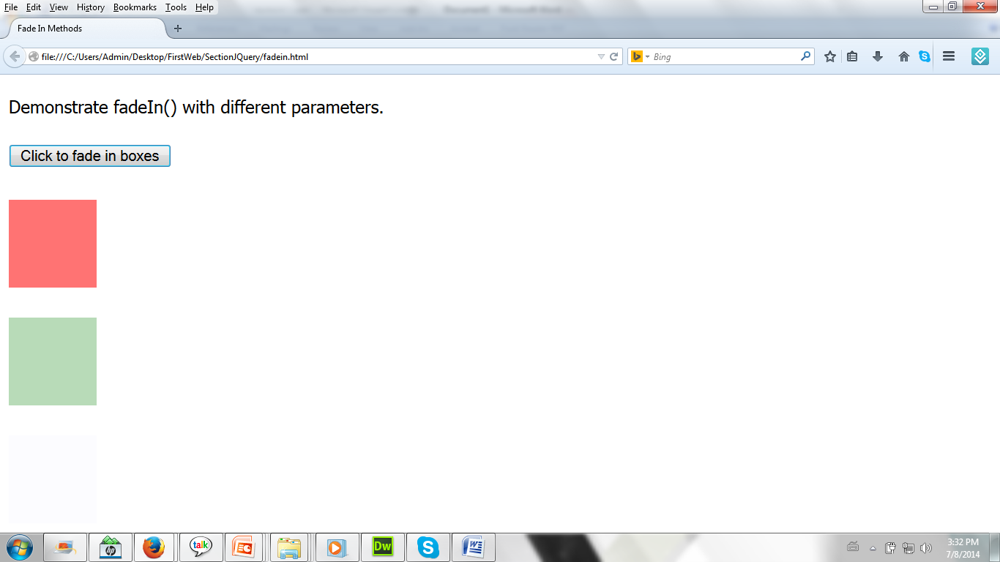 File Edit View History Bookmarks Tools Help
Fade In Methods
file:///C:/Users/Admin/Desktop/FirstWeb/SectionJQuery/fadein.html
Bing
Demonstrate fadeIn() with different parameters.
Click to fade in boxes
hp
talk
Dw
3:32 PM
7/8/2014